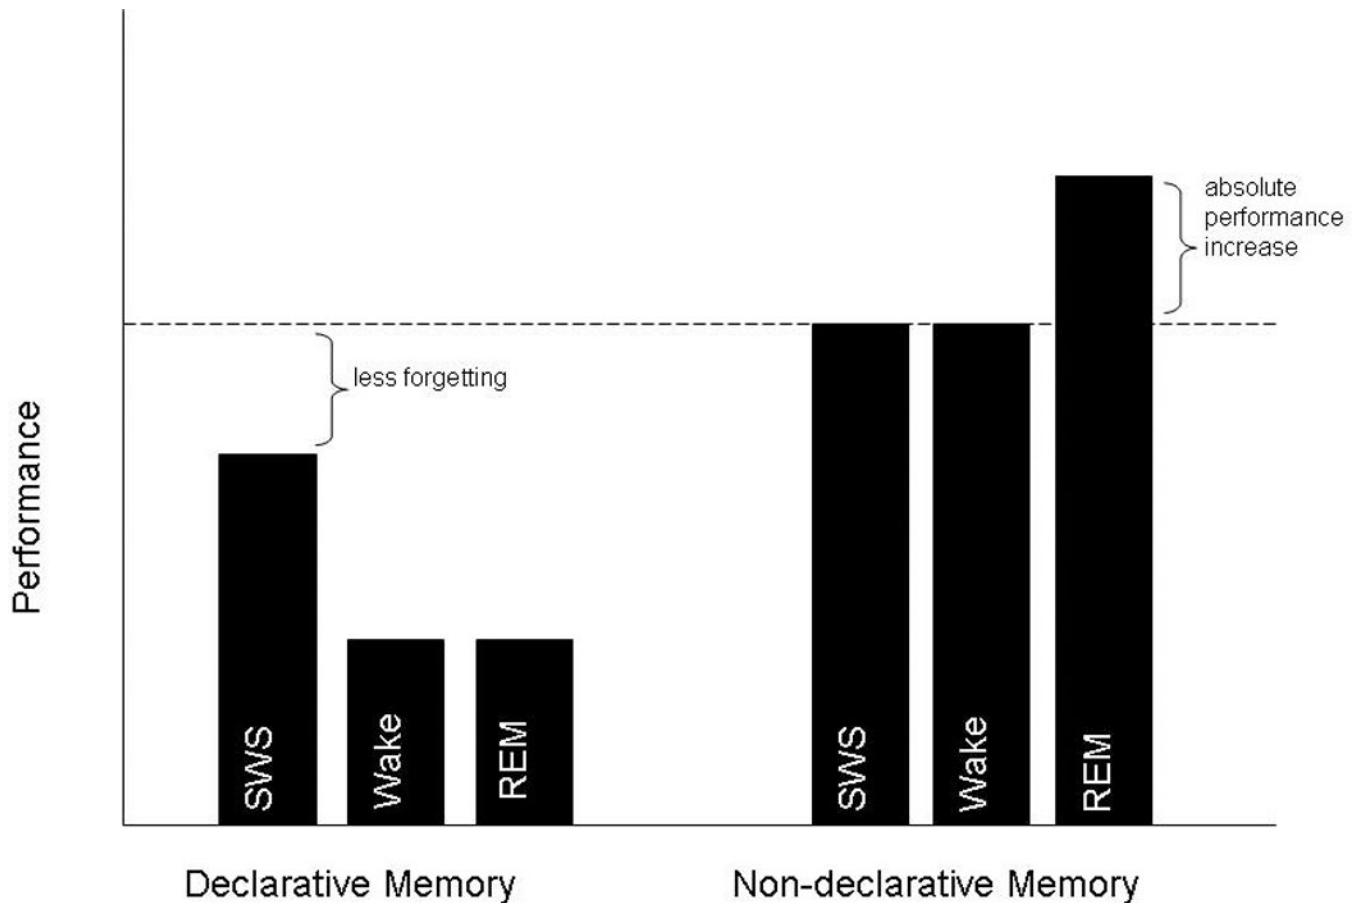 absolute
performance
increase
less forgetting
Performance
SWS
Wake
REM
SWS
Wake
REM
Declarative Memory
Non-declarative Memory